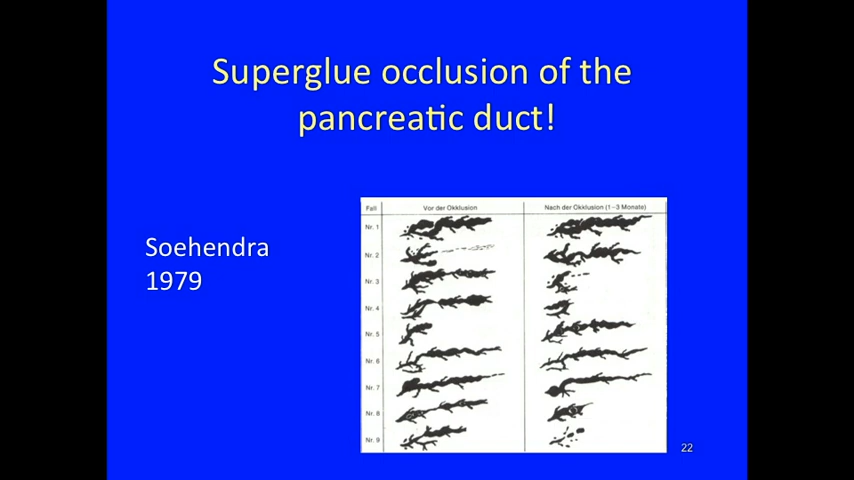 Superglue occlusion of the
pancreatic duct!
Soehendra
1979
Fall Vor der Okklusion Nach der Okklusion (1–3 Monate)
Nr. 1
Nr. 2
Nr. 3
Nr. 4
Nr. 5
Nr. 6
Nr. 7
Nr. 8
Nr. 9
22